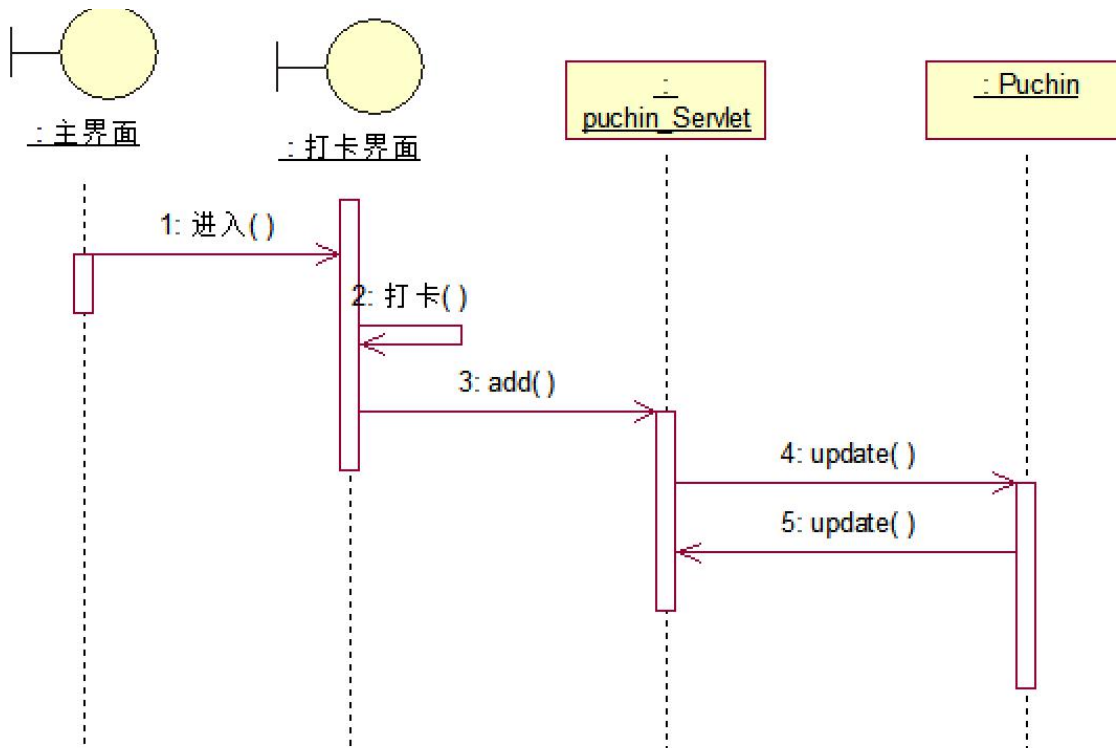 : 主界面
: 打卡界面
:
puchin_Servlet
: Puchin
1: 进入( )
2: 打卡( )
3: add( )
4: update( )
5: update( )